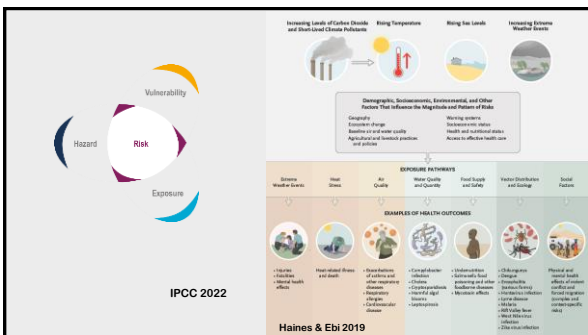 Vulnerability
Hazard
Risk
Exposure
IPCC 2022
Increasing Levels of Carbon Dioxide
and Short-Lived Climate Pollutants
Rising Temperature
Rising Sea Levels
Increasing Extreme
Weather Events
Demographic, Socioeconomic, Environmental, and Other
Factors That Influence the Magnitude and Pattern of Risks
Geography
Ecosystem change
Baseline air and water quality
Agricultural and livestock practices
and policies
Warning systems
Socioeconomic status
Health and nutritional status
Access to effective health care
EXPOSURE PATHWAYS
Extreme
Weather Events
Heat
Stress
Air
Quality
Water Quality
and Quantity
Food Supply
and Safety
Vector Distribution
and Ecology
Social
Factors
EXAMPLES OF HEALTH OUTCOMES
• Injuries
• Fatalities
• Mental health
effects
Heat-related illness
and death
• Exacerbations
of asthma and
other respiratory
diseases
• Respiratory
allergies
• Cardiovascular
disease
• Campylobacter
infection
• Cholera
• Cryptosporidiosis
• Harmful algal
blooms
• Leptospirosis
• Undernutrition
• Salmonella food
poisoning and other
foodborne diseases
• Mycotoxin effects
• Chikungunya
• Dengue
• Encephalitis
(various forms)
• Hantavirus infection
• Lyme disease
• Malaria
• Rift Valley fever
• West Nile virus
infection
• Zika virus infection
Physical and
mental health
effects of violent
conflict and
forced migration
(complex and
context-specific
risks)
Haines & Ebi 2019